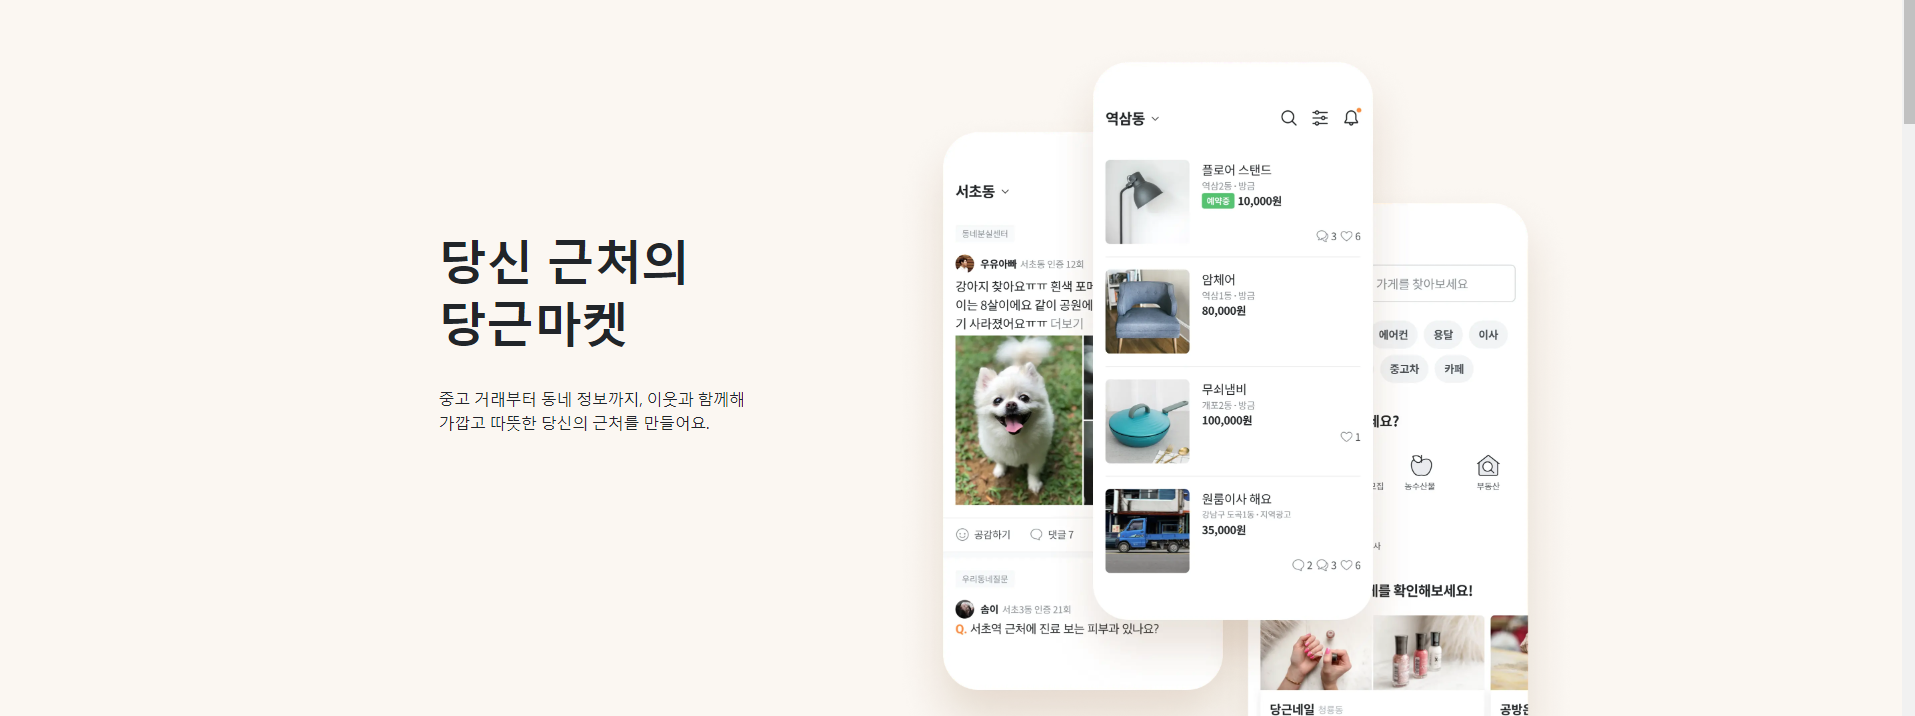 당신 근처의
당근마켓
중고 거래부터 동네 정보까지, 이웃과 함께해
가깝고 따뜻한 당신의 근처를 만들어요.
서초동
동네분실센터
우유아빠 서초동 인증 12회
강아지 찾아요ㅠㅠ 흰색 포메
이는 8살이에요 같이 공원에
기 사라졌어요ㅠㅠ 더보기
공감하기 댓글 7
우리동네질문
솜이 서초3동 인증 21회
Q. 서초역 근처에 진료 보는 피부과 있나요?
역삼동
플로어 스탠드
역삼2동 · 방금
예약중 10,000원
3 6
암체어
역삼1동 · 방금
80,000원
무쇠냄비
개포2동 · 방금
100,000원
1
원룸이사 해요
강남구 도곡1동 · 지역광고
35,000원
2 3 6
가게를 찾아보세요
에어컨 용달 이사
중고차 카페
세요?
농수산물 부동산
사
를 확인해보세요!
당근네일 청룡동